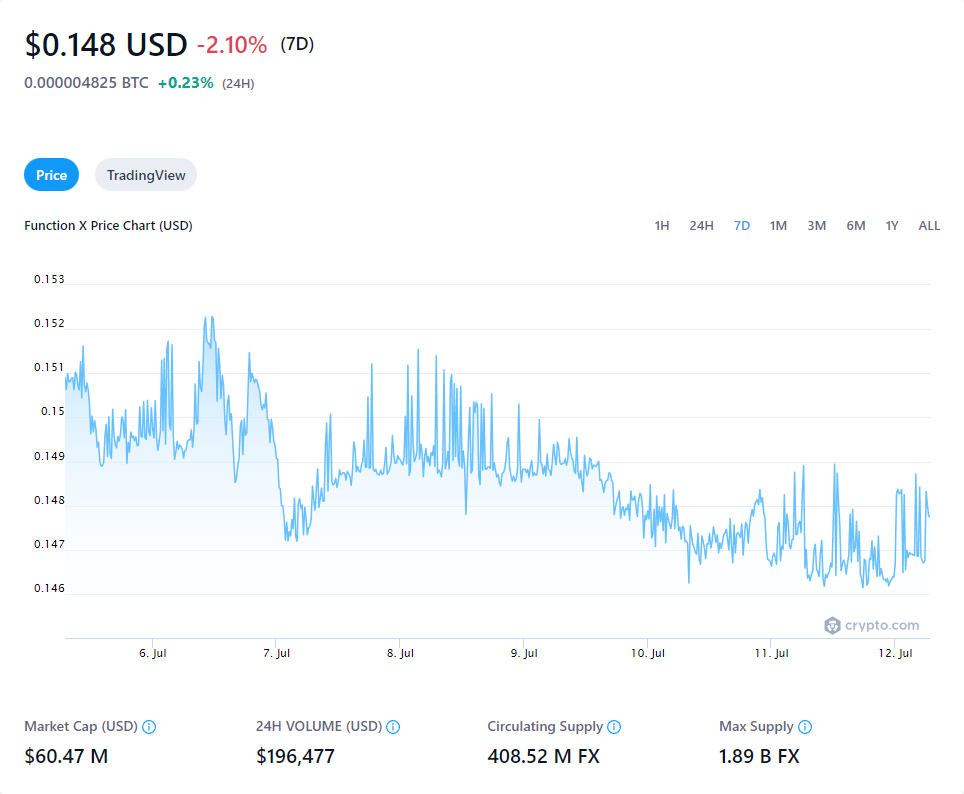 $0.148 USD -2.10% (7D)
0.000004825 BTC +0.23% (24H)
Price TradingView
Function X Price Chart (USD) 1H 24H 7D 1M 3M 6M 1Y ALL
0.153
0.152
0.151
0.15
0.149
0.148
0.147
0.146
crypto.com
6. Jul 7. Jul 8. Jul 9. Jul 10. Jul 11. Jul 12. Jul
Market Cap (USD) 24H VOLUME (USD) Circulating Supply Max Supply
$60.47 M $196,477 408.52 M FX 1.89 B FX